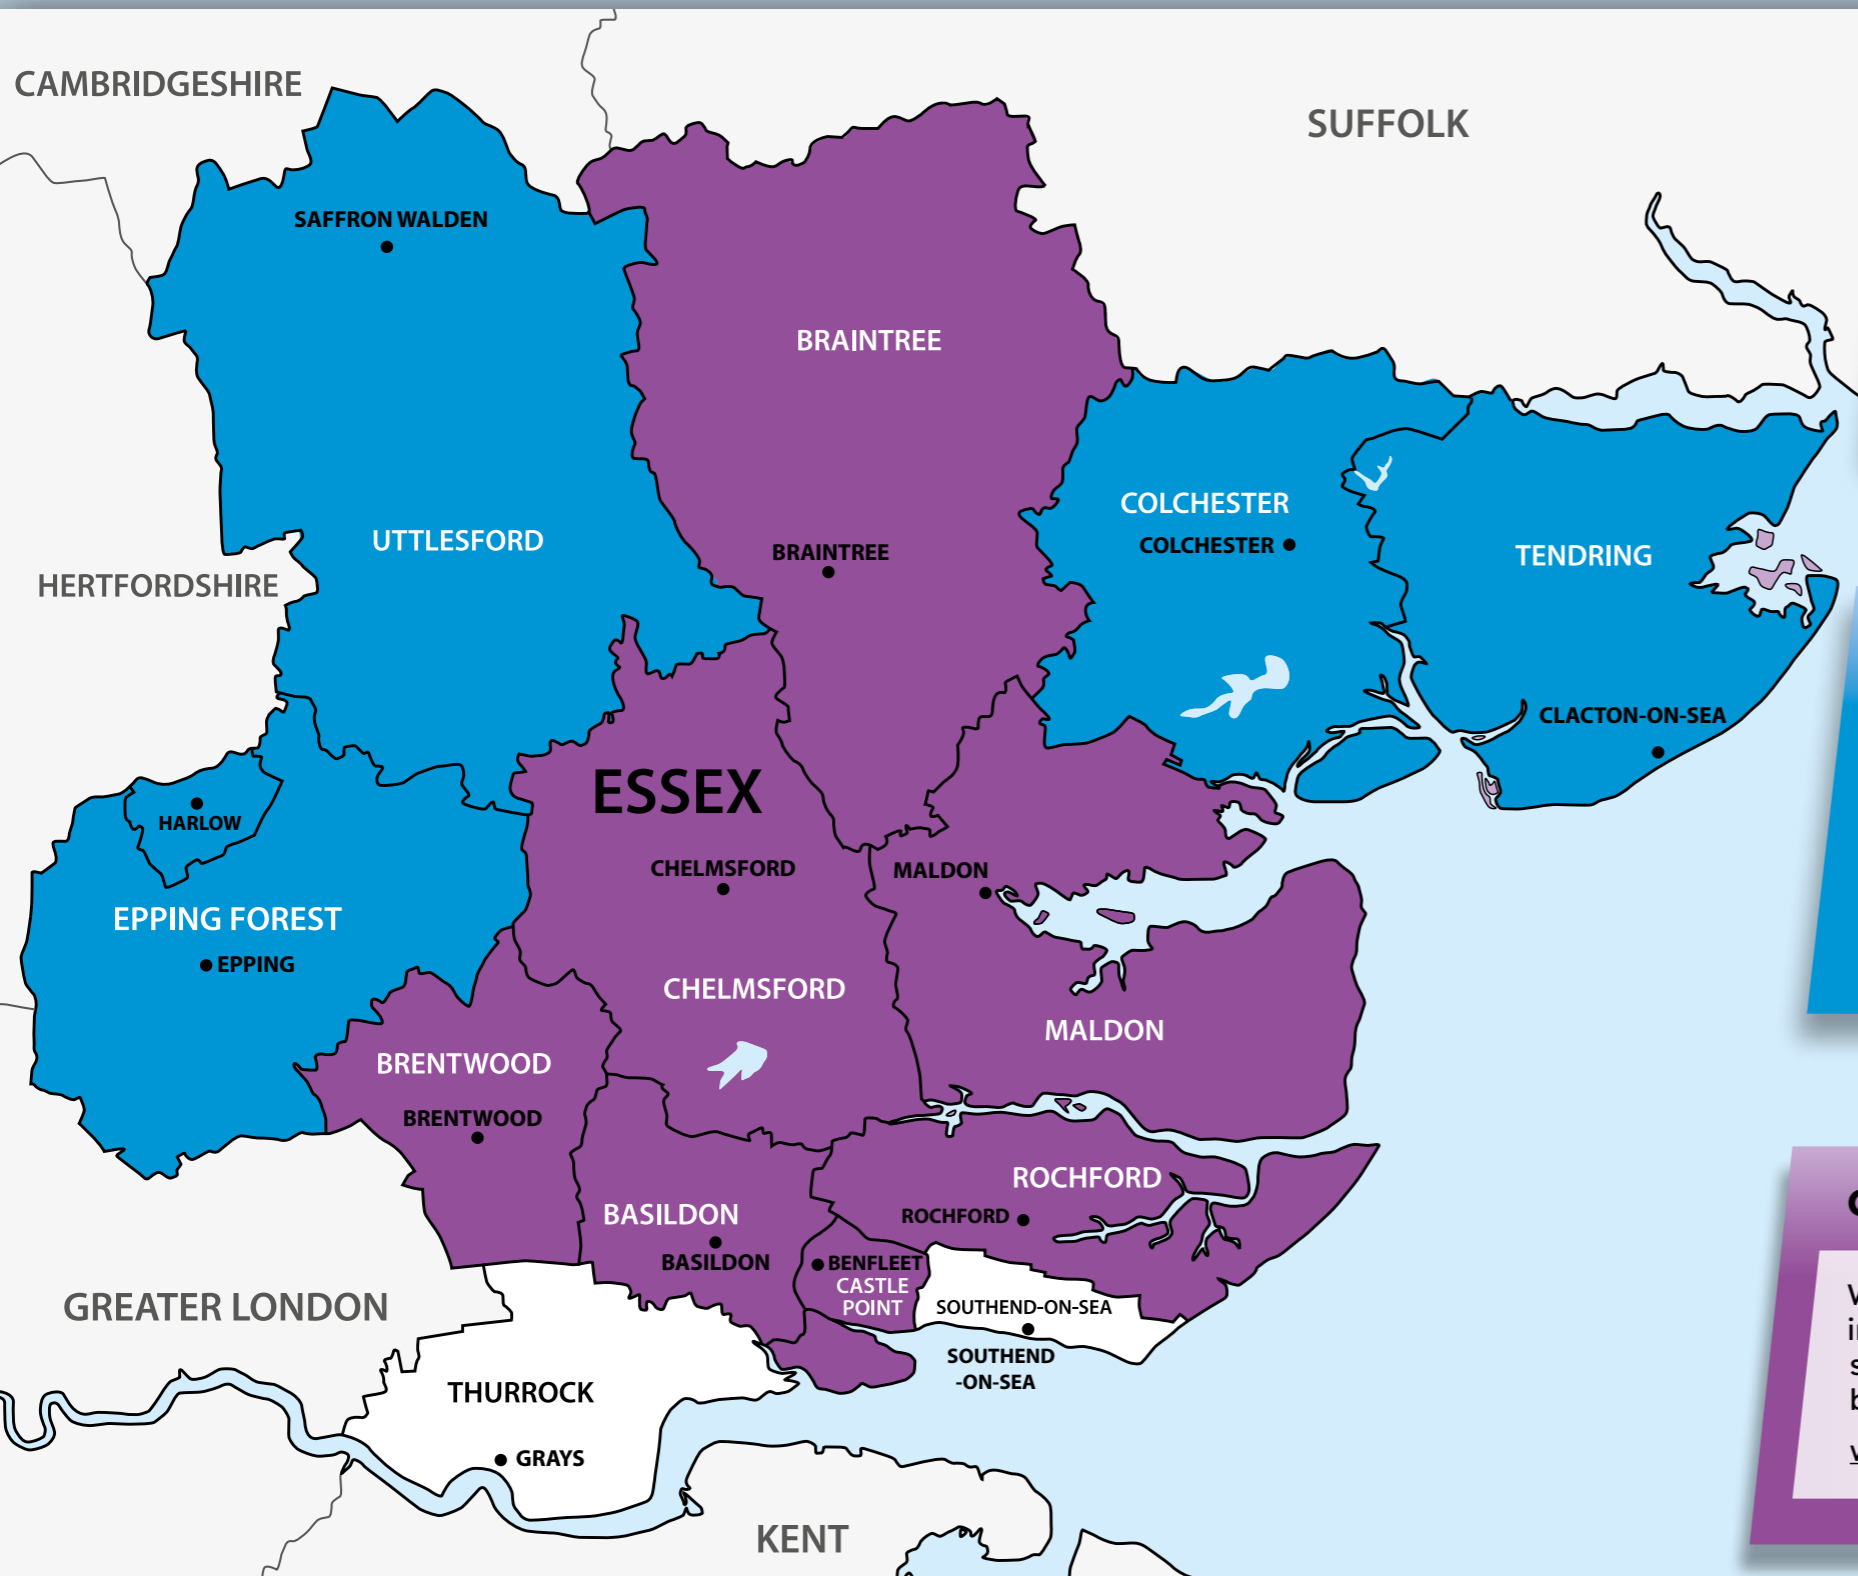 CAMBRIDGESHIRE
SUFFOLK
SAFFRON WALDEN
BRAINTREE
COLCHESTER
UTTLESFORD
COLCHESTER
BRAINTREE
TENDRING
HERTFORDSHIRE
CLACTON-ON-SEA
ESSEX
HARLOW
CHELMSFORD
MALDON
EPPING FOREST
EPPING
CHELMSFORD
MALDON
BRENTWOOD
BRENTWOOD
ROCHFORD
BASILDON
ROCHFORD
BASILDON
BENFLEET
CASTLE
POINT
GREATER LONDON
SOUTHEND-ON-SEA
SOUTHEND
-ON-SEA
THURROCK
GRAYS
KENT